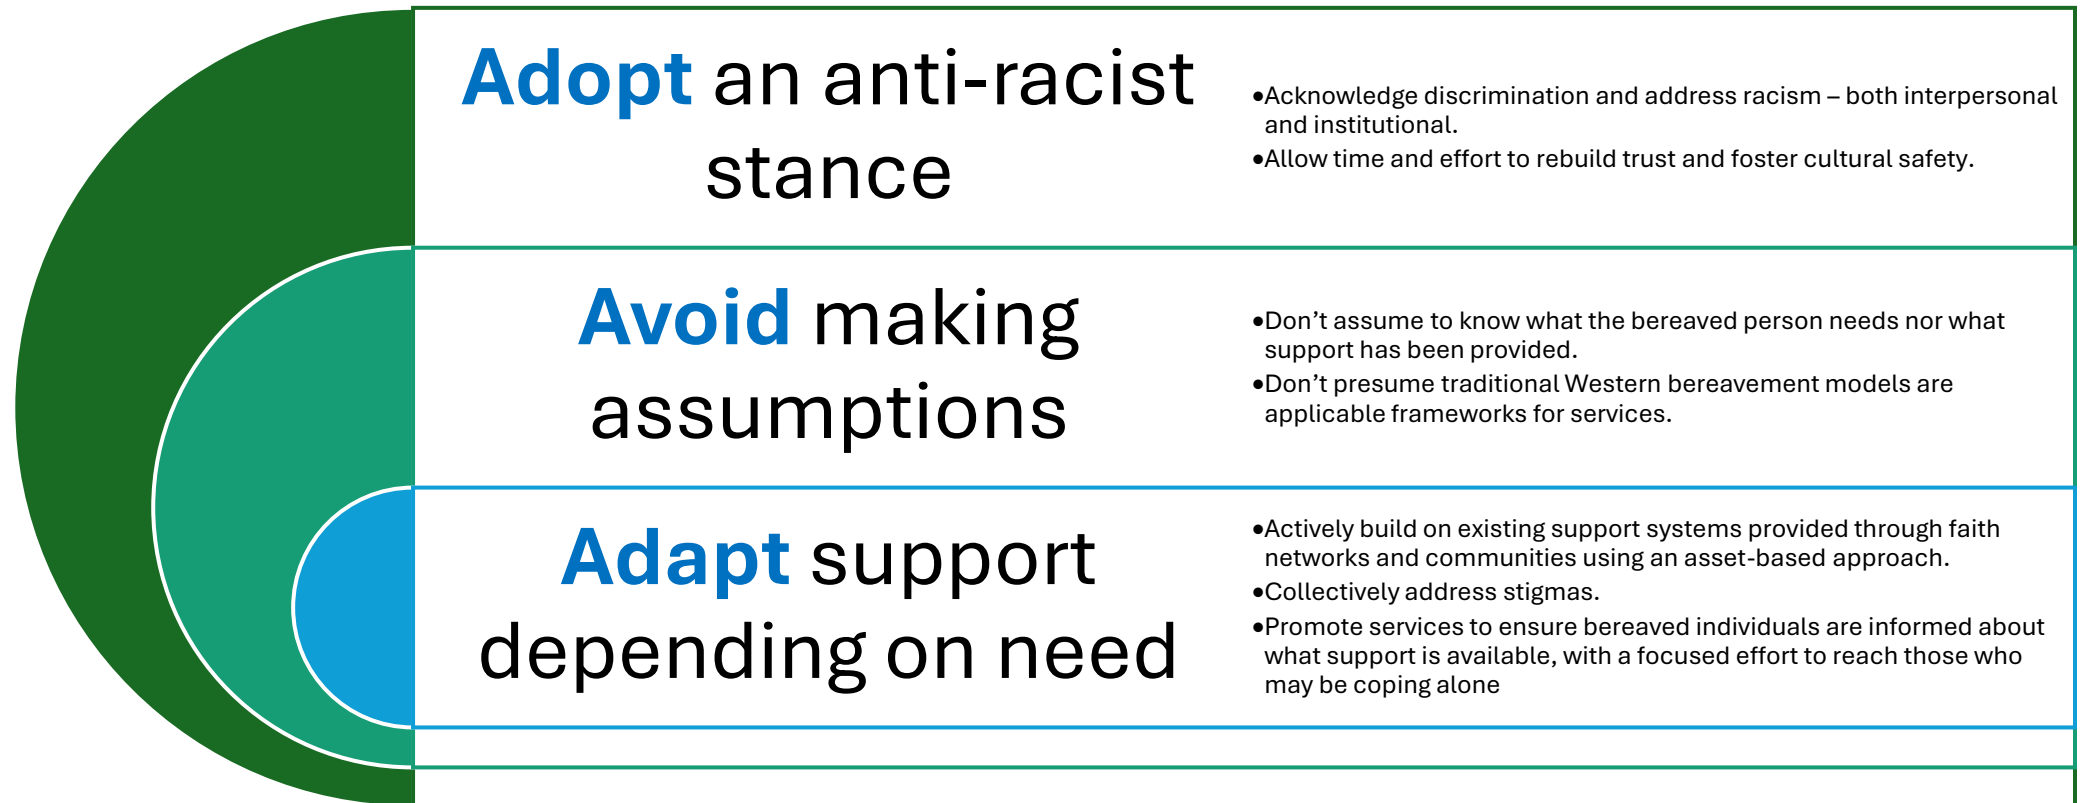 Adopt an anti-racist
stance
•Acknowledge discrimination and address racism – both interpersonal
and institutional.
•Allow time and effort to rebuild trust and foster cultural safety.
Avoid making
assumptions
•Don’t assume to know what the bereaved person needs nor what
support has been provided.
•Don’t presume traditional Western bereavement models are
applicable frameworks for services.
Adapt support
depending on need
•Actively build on existing support systems provided through faith
networks and communities using an asset-based approach.
•Collectively address stigmas.
•Promote services to ensure bereaved individuals are informed about
what support is available, with a focused effort to reach those who
may be coping alone